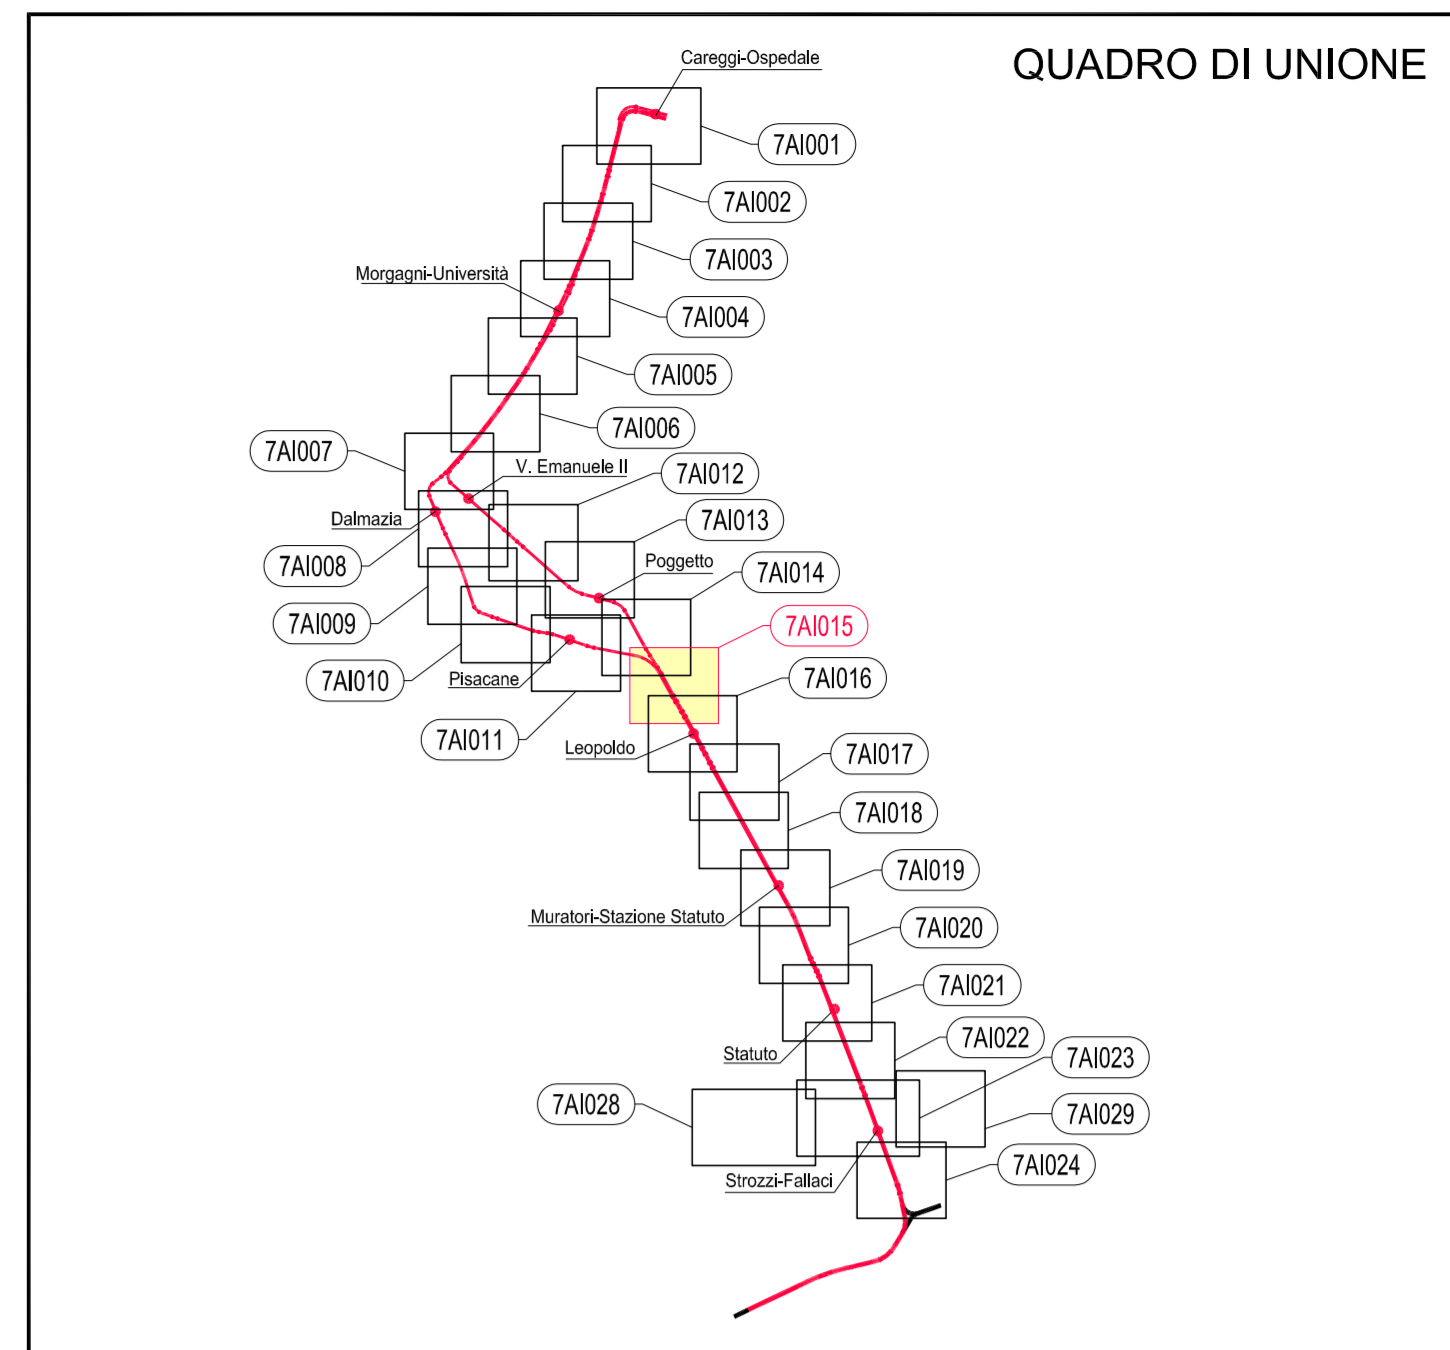 QUADRO DI UNIONE
Careggi-Ospedale
7AI001
7AI002
7AI003
Morgagni-Università
7AI004
7AI005
7AI006
7AI007
V. Emanuele II
7AI012
Dalmazia
7AI013
7AI008
Poggetto
7AI014
7AI009
7AI015
7AI010
Pisacane
7AI016
7AI011
Leopoldo
7AI017
7AI018
7AI019
Muratori-Stazione Statuto
7AI020
7AI021
Statuto
7AI022
7AI023
7AI028
7AI029
7AI024
Strozzi-Fallaci